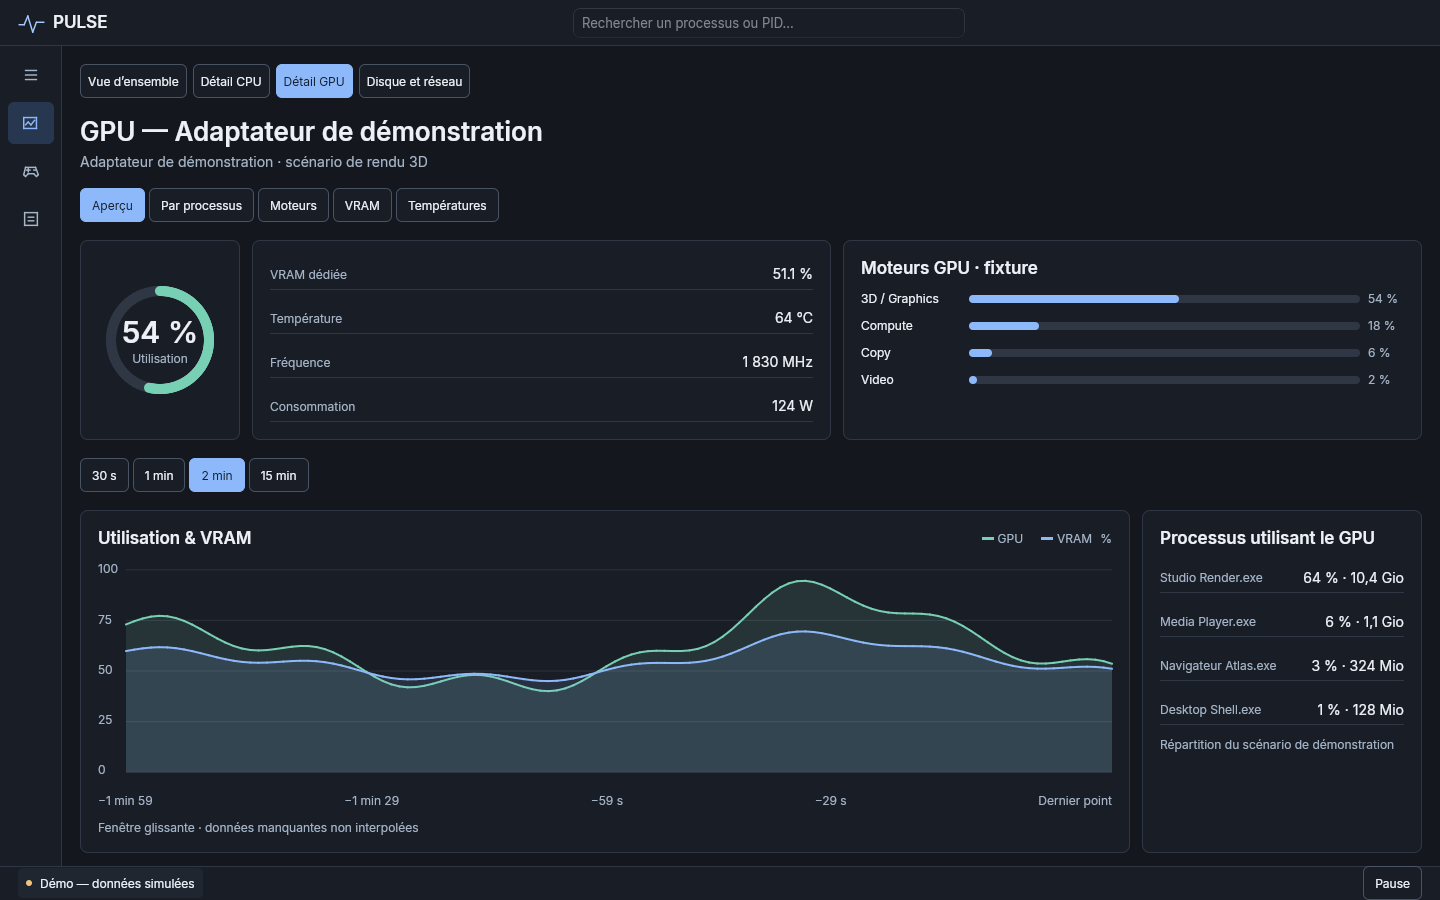 PULSE
Rechercher un processus ou PID...
Vue d'ensemble
Détail CPU
Détail GPU
Disque et réseau
GPU — Adaptateur de démonstration
Adaptateur de démonstration · scénario de rendu 3D
Aperçu
Par processus
Moteurs
VRAM
Températures
54 %
Utilisation
VRAM dédiée 51.1 %
Température 64 °C
Fréquence 1 830 MHz
Consommation 124 W
Moteurs GPU · fixture
3D / Graphics 54 %
Compute 18 %
Copy 6 %
Video 2 %
30 s
1 min
2 min
15 min
Utilisation & VRAM
GPU VRAM %
100
75
50
25
0
−1 min 59 −1 min 29 −59 s −29 s Dernier point
Fenêtre glissante · données manquantes non interpolées
Processus utilisant le GPU
Studio Render.exe 64 % · 10,4 Gio
Media Player.exe 6 % · 1,1 Gio
Navigateur Atlas.exe 3 % · 324 Mio
Desktop Shell.exe 1 % · 128 Mio
Répartition du scénario de démonstration
Démo — données simulées
Pause